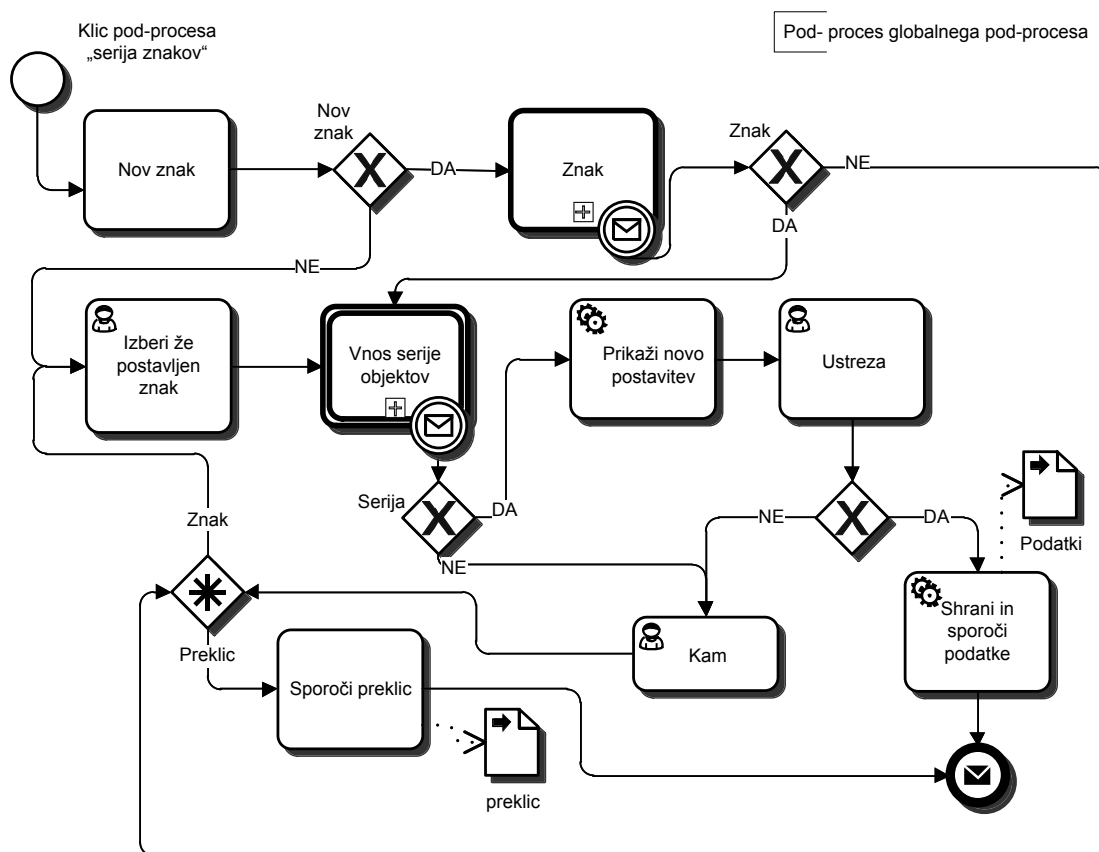 Klic pod-procesa
„serija znakov“
Pod- proces globalnega pod-procesa
Nov
znak
Znak
Nov znak
DA
Znak
NE
DA
NE
Izberi že
postavljen
znak
Vnos serije
objektov
Prikaži novo
postavitev
Ustreza
Serija
DA
NE
DA
Znak
NE
Podatki
Shrani in
sporoči
podatke
Preklic
Kam
Sporoči preklic
preklic